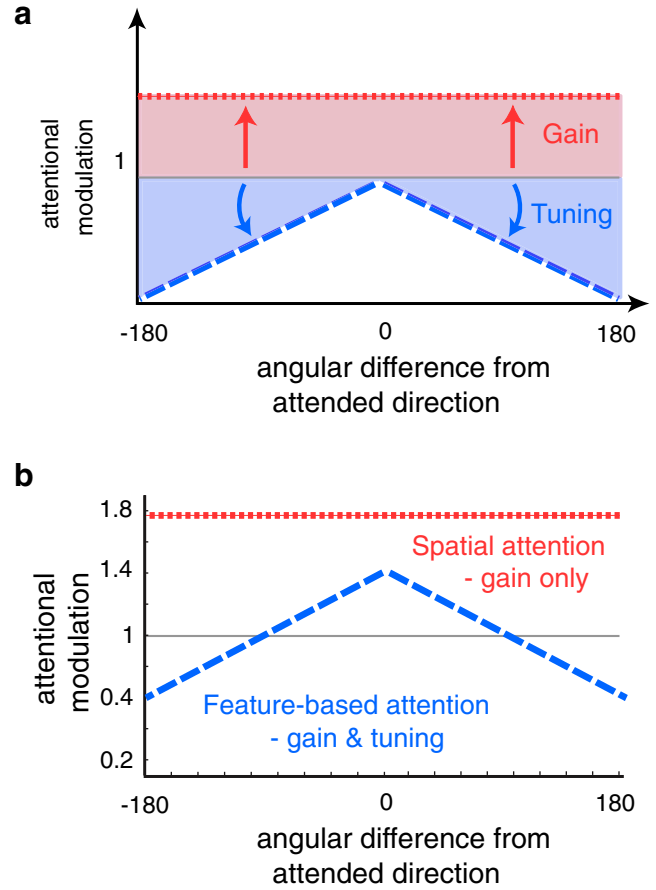 a
attentional
modulation
1
Gain
Tuning
-180
0
180
angular difference from
attended direction
b
attentional
modulation
1.8
1.4
1
0.4
0.2
Spatial attention
- gain only
Feature-based attention
- gain & tuning
-180
0
180
angular difference from
attended direction